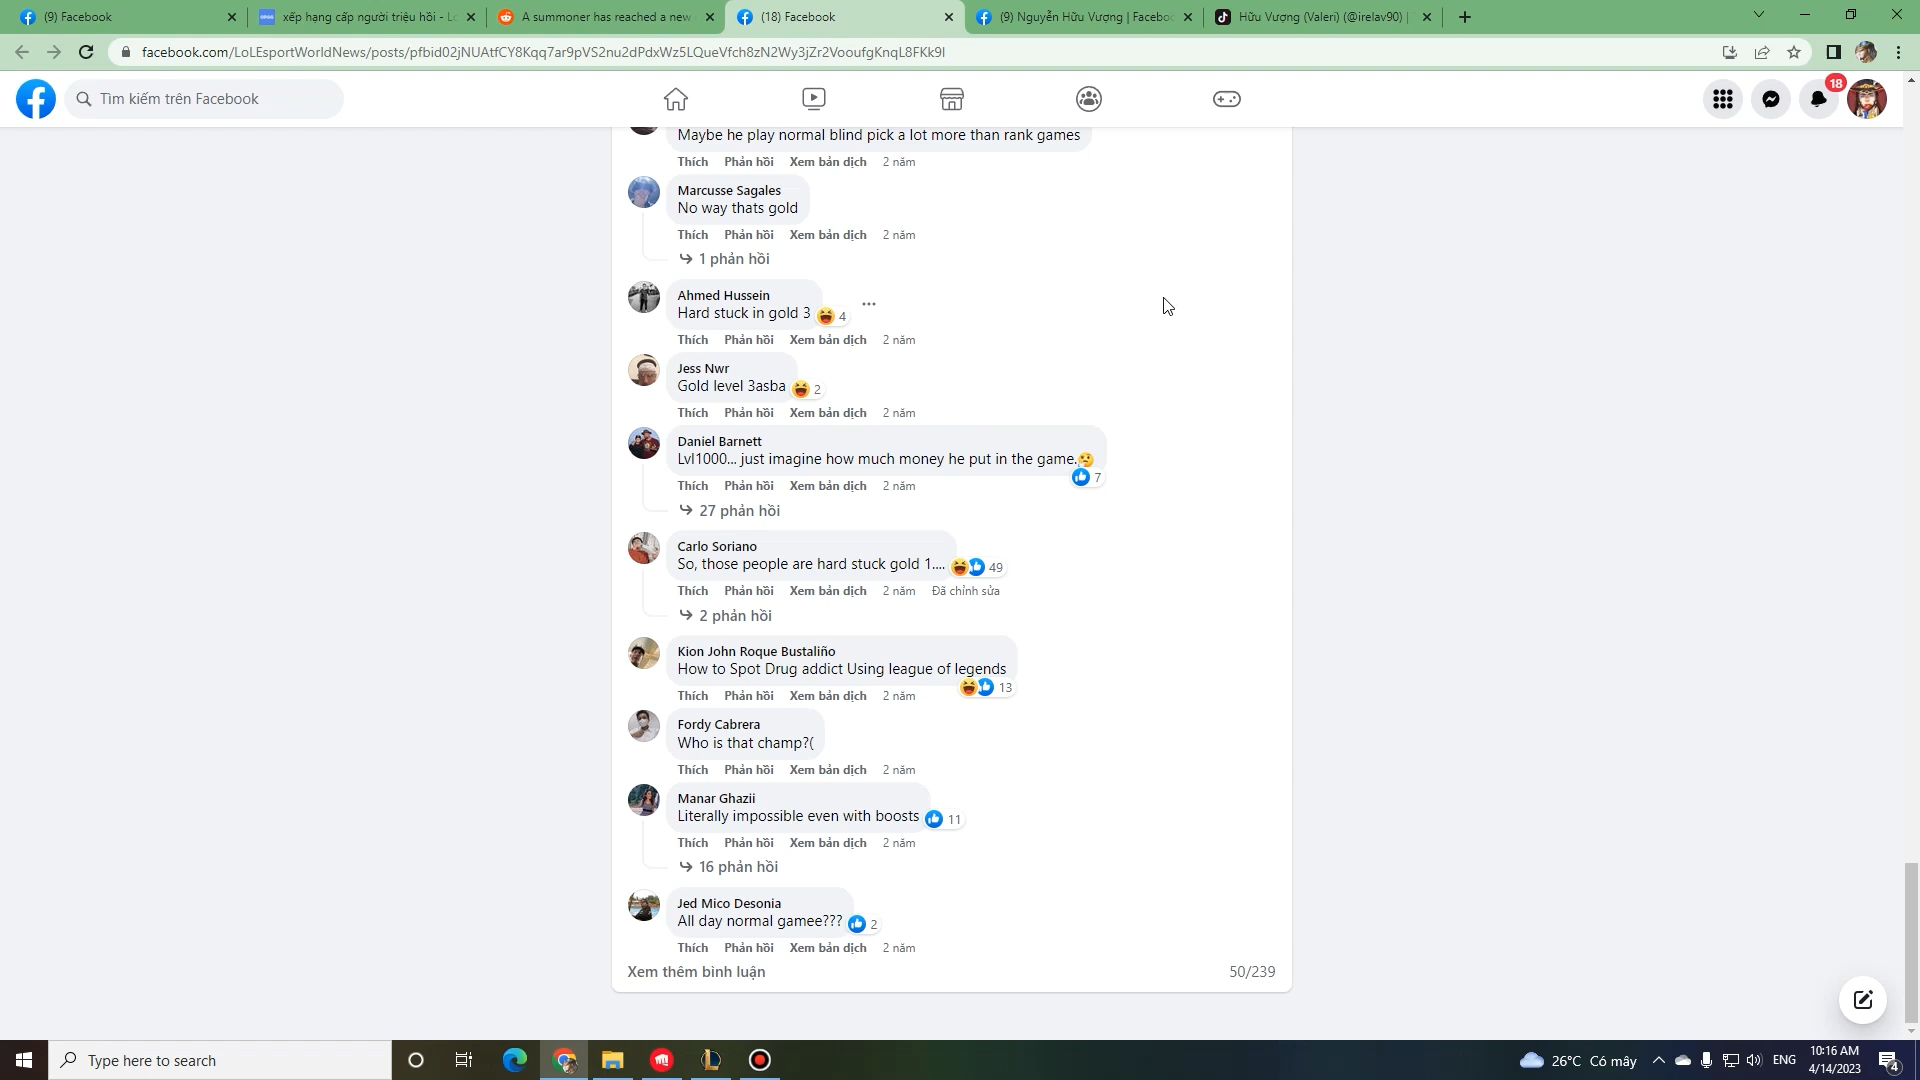 (9) Facebook
xếp hạng cấp người triệu hồi - Lo
A summoner has reached a new
(18) Facebook
(9) Nguyễn Hữu Vượng | Faceboo
Hữu Vượng (Valeri) (@irelav90) |
facebook.com/LoLEsportWorldNews/posts/pfbid02jNUAtfCY8Kqq7ar9pVS2nu2dPdxWz5LQueVfch8zN2Wy3jZr2VooufgKnqL8FKk9l
Tìm kiếm trên Facebook
18
Maybe he play normal blind pick a lot more than rank games
Thích Phản hồi Xem bản dịch 2 năm
Marcusse Sagales
No way thats gold
Thích Phản hồi Xem bản dịch 2 năm
1 phản hồi
Ahmed Hussein
Hard stuck in gold 3
4
Thích Phản hồi Xem bản dịch 2 năm
Jess Nwr
Gold level 3asba
2
Thích Phản hồi Xem bản dịch 2 năm
Daniel Barnett
Lvl1000... just imagine how much money he put in the game.
7
Thích Phản hồi Xem bản dịch 2 năm
27 phản hồi
Carlo Soriano
So, those people are hard stuck gold 1....
49
Thích Phản hồi Xem bản dịch 2 năm Đã chỉnh sửa
2 phản hồi
Kion John Roque Bustaliño
How to Spot Drug addict Using league of legends
13
Thích Phản hồi Xem bản dịch 2 năm
Fordy Cabrera
Who is that champ?(
Thích Phản hồi Xem bản dịch 2 năm
Manar Ghazii
Literally impossible even with boosts
11
Thích Phản hồi Xem bản dịch 2 năm
16 phản hồi
Jed Mico Desonia
All day normal gamee???
2
Thích Phản hồi Xem bản dịch 2 năm
Xem thêm bình luận 50/239
Type here to search
26°C Có mây
ENG
10:16 AM
4/14/2023
4